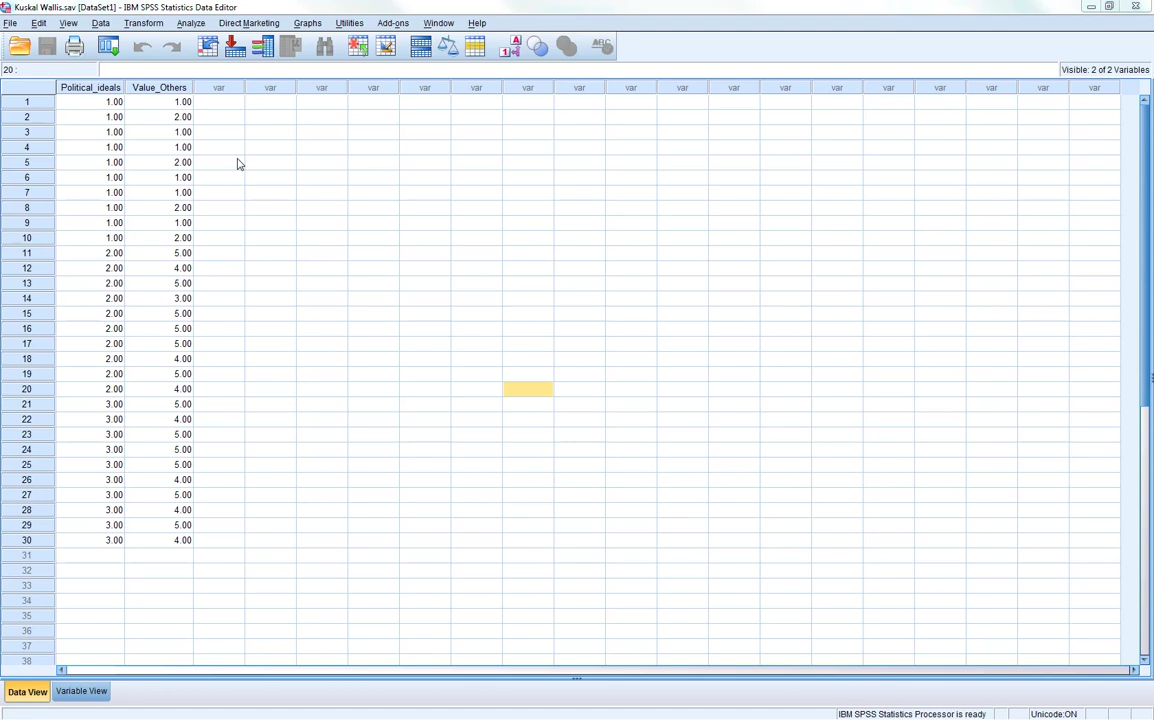 Kuskal Wallis.sav [DataSet1] - IBM SPSS Statistics Data Editor
File Edit View Data Transform Analyze Direct Marketing Graphs Utilities Add-ons Window Help
A 1 ABC
20 : Visible: 2 of 2 Variables
Political_ideals Value_Others var var var var var var var var var var var var var var var var var var
1 1.00 1.00
2 1.00 2.00
3 1.00 1.00
4 1.00 1.00
5 1.00 2.00
6 1.00 1.00
7 1.00 1.00
8 1.00 2.00
9 1.00 1.00
10 1.00 2.00
11 2.00 5.00
12 2.00 4.00
13 2.00 5.00
14 2.00 3.00
15 2.00 5.00
16 2.00 5.00
17 2.00 5.00
18 2.00 4.00
19 2.00 5.00
20 2.00 4.00
21 3.00 5.00
22 3.00 4.00
23 3.00 5.00
24 3.00 5.00
25 3.00 5.00
26 3.00 4.00
27 3.00 5.00
28 3.00 4.00
29 3.00 5.00
30 3.00 4.00
31
32
33
34
35
36
37
38
Data View Variable View
IBM SPSS Statistics Processor is ready Unicode:ON